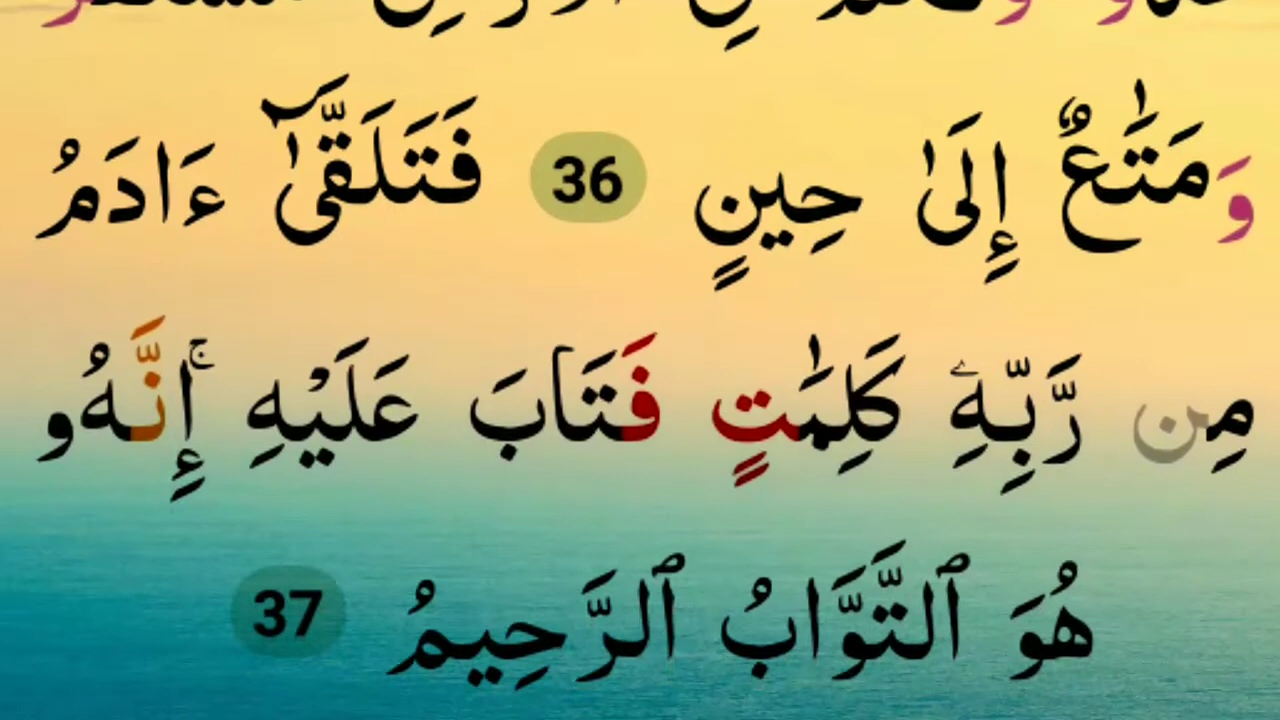 وَمَتَٰعٌ إِلَىٰ حِينٍ 36 فَتَلَقَّىٰٓ ءَادَمُ
مِن رَّبِّهِۦ كَلِمَٰتٍ فَتَابَ عَلَيْهِ ۚ إِنَّهُۥ
هُوَ ٱلتَّوَّابُ ٱلرَّحِيمُ 37